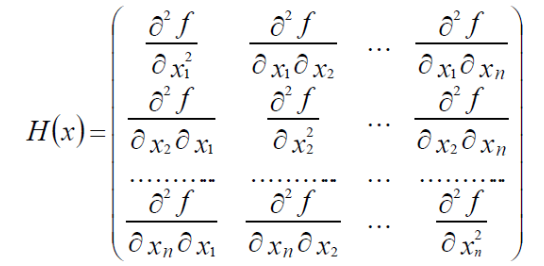 H(x)= ( ∂²f/∂x₁² ∂²f/∂x₁∂x₂ ... ∂²f/∂x₁∂xₙ
∂²f/∂x₂∂x₁ ∂²f/∂x₂² ... ∂²f/∂x₂∂xₙ
........... ........... ... ...........
∂²f/∂xₙ∂x₁ ∂²f/∂xₙ∂x₂ ... ∂²f/∂xₙ² )